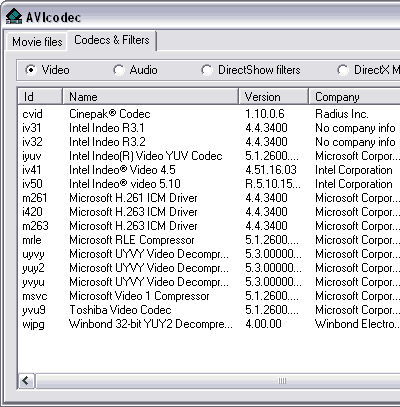 AVIcodec
Movie files Codecs & Filters
Video Audio DirectShow filters DirectX M
Id Name Version Company
cvid Cinepak® Codec 1.10.0.6 Radius Inc.
iv31 Intel Indeo R3.1 4.4.3400 No company info
iv32 Intel Indeo R3.2 4.4.3400 No company info
iyuv Intel Indeo(R) Video YUV Codec 5.1.2600.... Microsoft Corpor...
iv41 Intel Indeo® Video 4.5 4.51.16.03 Intel Corporation
iv50 Intel Indeo® video 5.10 R.5.10.15... Intel Corporation
m261 Microsoft H.261 ICM Driver 4.4.3400 Microsoft Corpor...
i420 Microsoft H.263 ICM Driver 4.4.3400 Microsoft Corpor...
m263 Microsoft H.263 ICM Driver 4.4.3400 Microsoft Corpor...
mrle Microsoft RLE Compressor 5.1.2600.... Microsoft Corpor...
uyvy Microsoft UYVY Video Decompr... 5.3.00000... Microsoft Corpor...
yuy2 Microsoft UYVY Video Decompr... 5.3.00000... Microsoft Corpor...
yvyu Microsoft UYVY Video Decompr... 5.3.00000... Microsoft Corpor...
msvc Microsoft Video 1 Compressor 5.1.2600.... Microsoft Corpor...
yvu9 Toshiba Video Codec 5.1.2600.... Microsoft Corpor...
wjpg Winbond 32-bit YUY2 Decompre... 4.00.00 Winbond Electro...